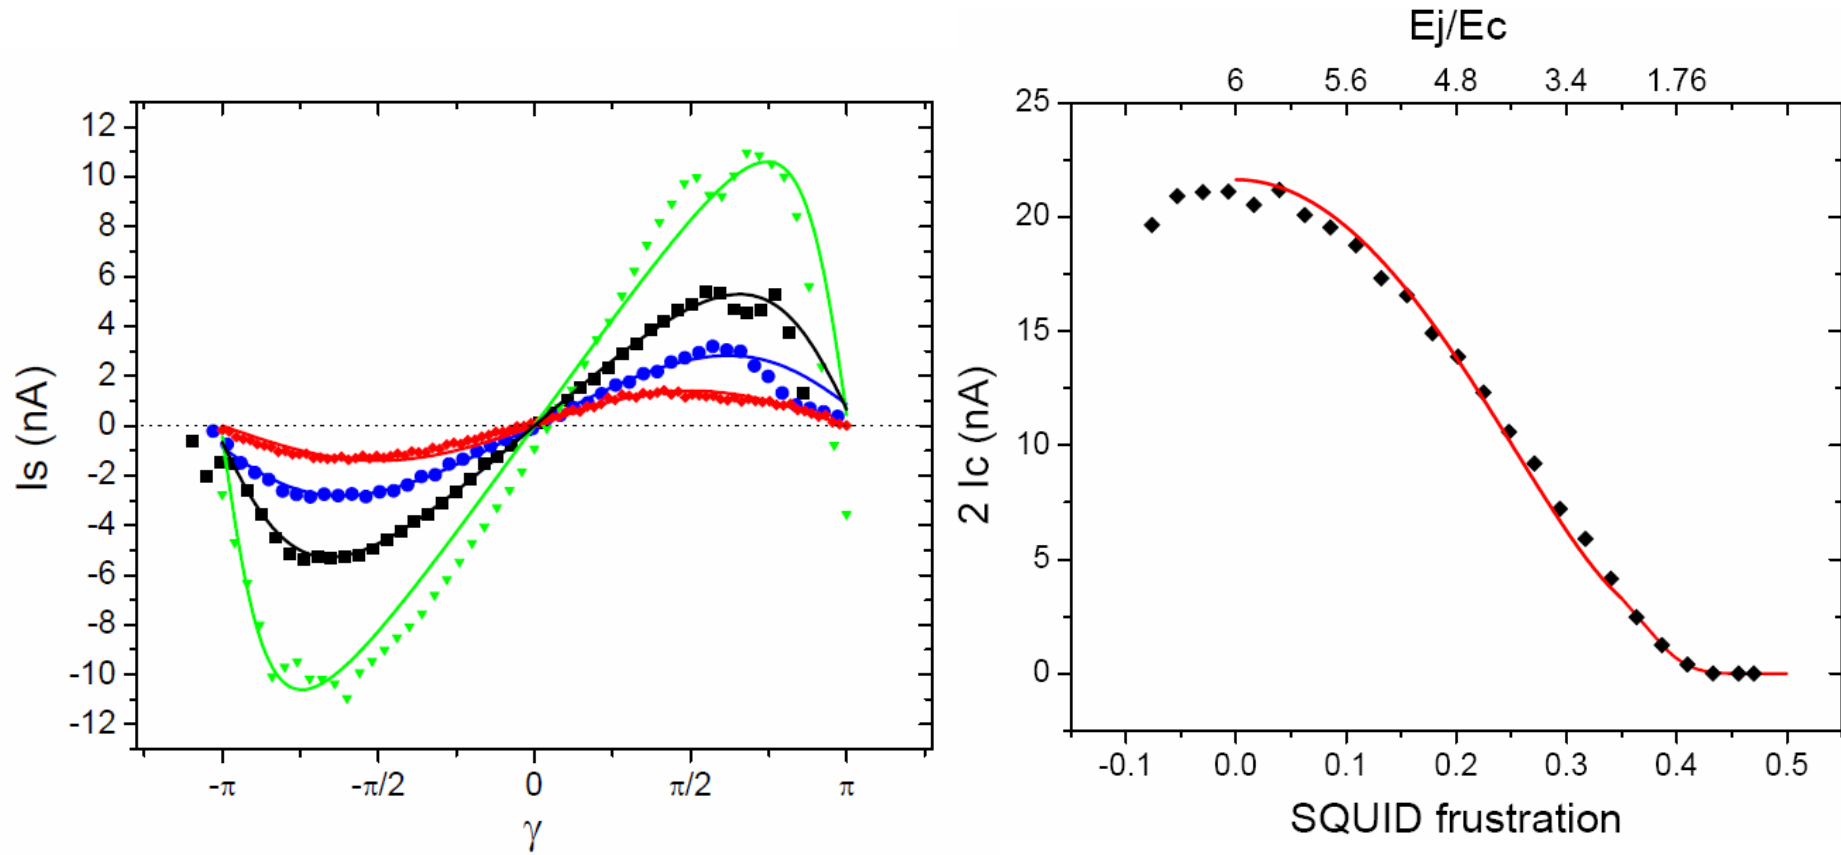 12
10
8
6
4
2
0
-2
-4
-6
-8
-10
-12
Is (nA)
-π -π/2 0 π/2 π
γ
Ej/Ec
6 5.6 4.8 3.4 1.76
25
20
15
10
5
0
2 Ic (nA)
-0.1 0.0 0.1 0.2 0.3 0.4 0.5
SQUID frustration